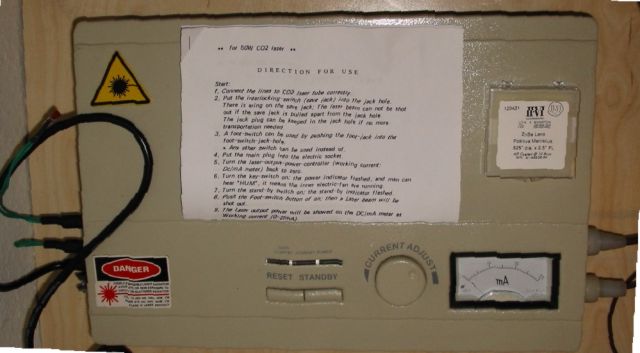 ** for 50W CO2 laser **
DIRECTION FOR USE
Start:
1. Connect the lines to CO2 laser tube correctly.
2. Put the interlocking switch (save jack) into the jack hole.
There is wring on the save jack; The laser beam can not be shot
out if the save jack is pulled apart from the jack hole.
The jack plug can be keeped in the jack hole if no more
transportation needed
3. A foot-switch can be used by pushing the foot-jack into the
foot-switch jack-hole.
* Any other switch can be used instead of.
4. Put the main plug into the electric socket
5. Turn the laser-output-power-controller (working current:
DC/mA meter) back to zero.
6. Turn the key-switch on; the power indicator flashed, and men can
hear "HUM", it means the inner electric-fan is running
7. Turn the stand-by switch on; the stand by indicator flashed.
8. Push the foot-switch button of on; then a laser beam will be
shot out.
9. The laser output power will be showed on the DC/mA meter at
Working current (0-20mA)
120431
II-VI
ZnSe Lens
Positive Meniscus
DANGER
RESET STANDBY
CURRENT ADJUST
mA